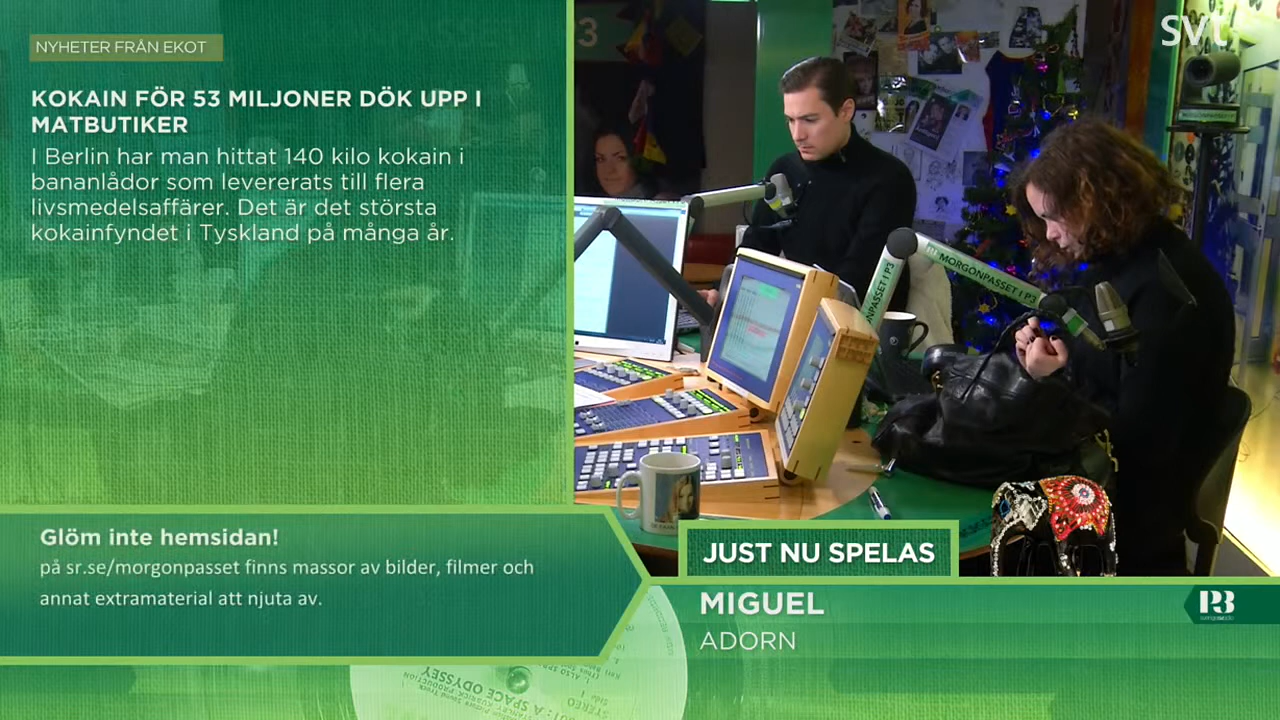 NYHETER FRÅN EKOT
KOKAIN FÖR 53 MILJONER DÖK UPP I
MATBUTIKER
I Berlin har man hittat 140 kilo kokain i
bananlådor som levererats till flera
livsmedelsaffärer. Det är det största
kokainfyndet i Tyskland på många år.
svt
MORGONPASSET I P3
Glöm inte hemsidan!
på sr.se/morgonpasset finns massor av bilder, filmer och
annat extramaterial att njuta av.
JUST NU SPELAS
MIGUEL
ADORN
P3
A SPACE ODYSSEY
STEREO